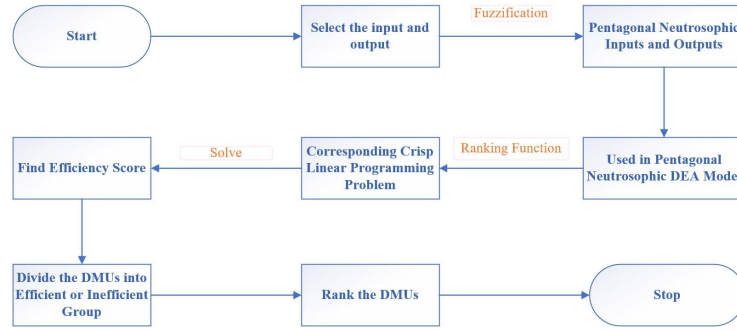 Start
Select the input and
output
Fuzzification
Pentagonal Neutrosophic
Inputs and Outputs
Used in Pentagonal
Neutrosophic DEA Mode
Ranking Function
Corresponding Crisp
Linear Programming
Problem
Solve
Find Efficiency Score
Divide the DMUs into
Efficient or Inefficient
Group
Rank the DMUs
Stop